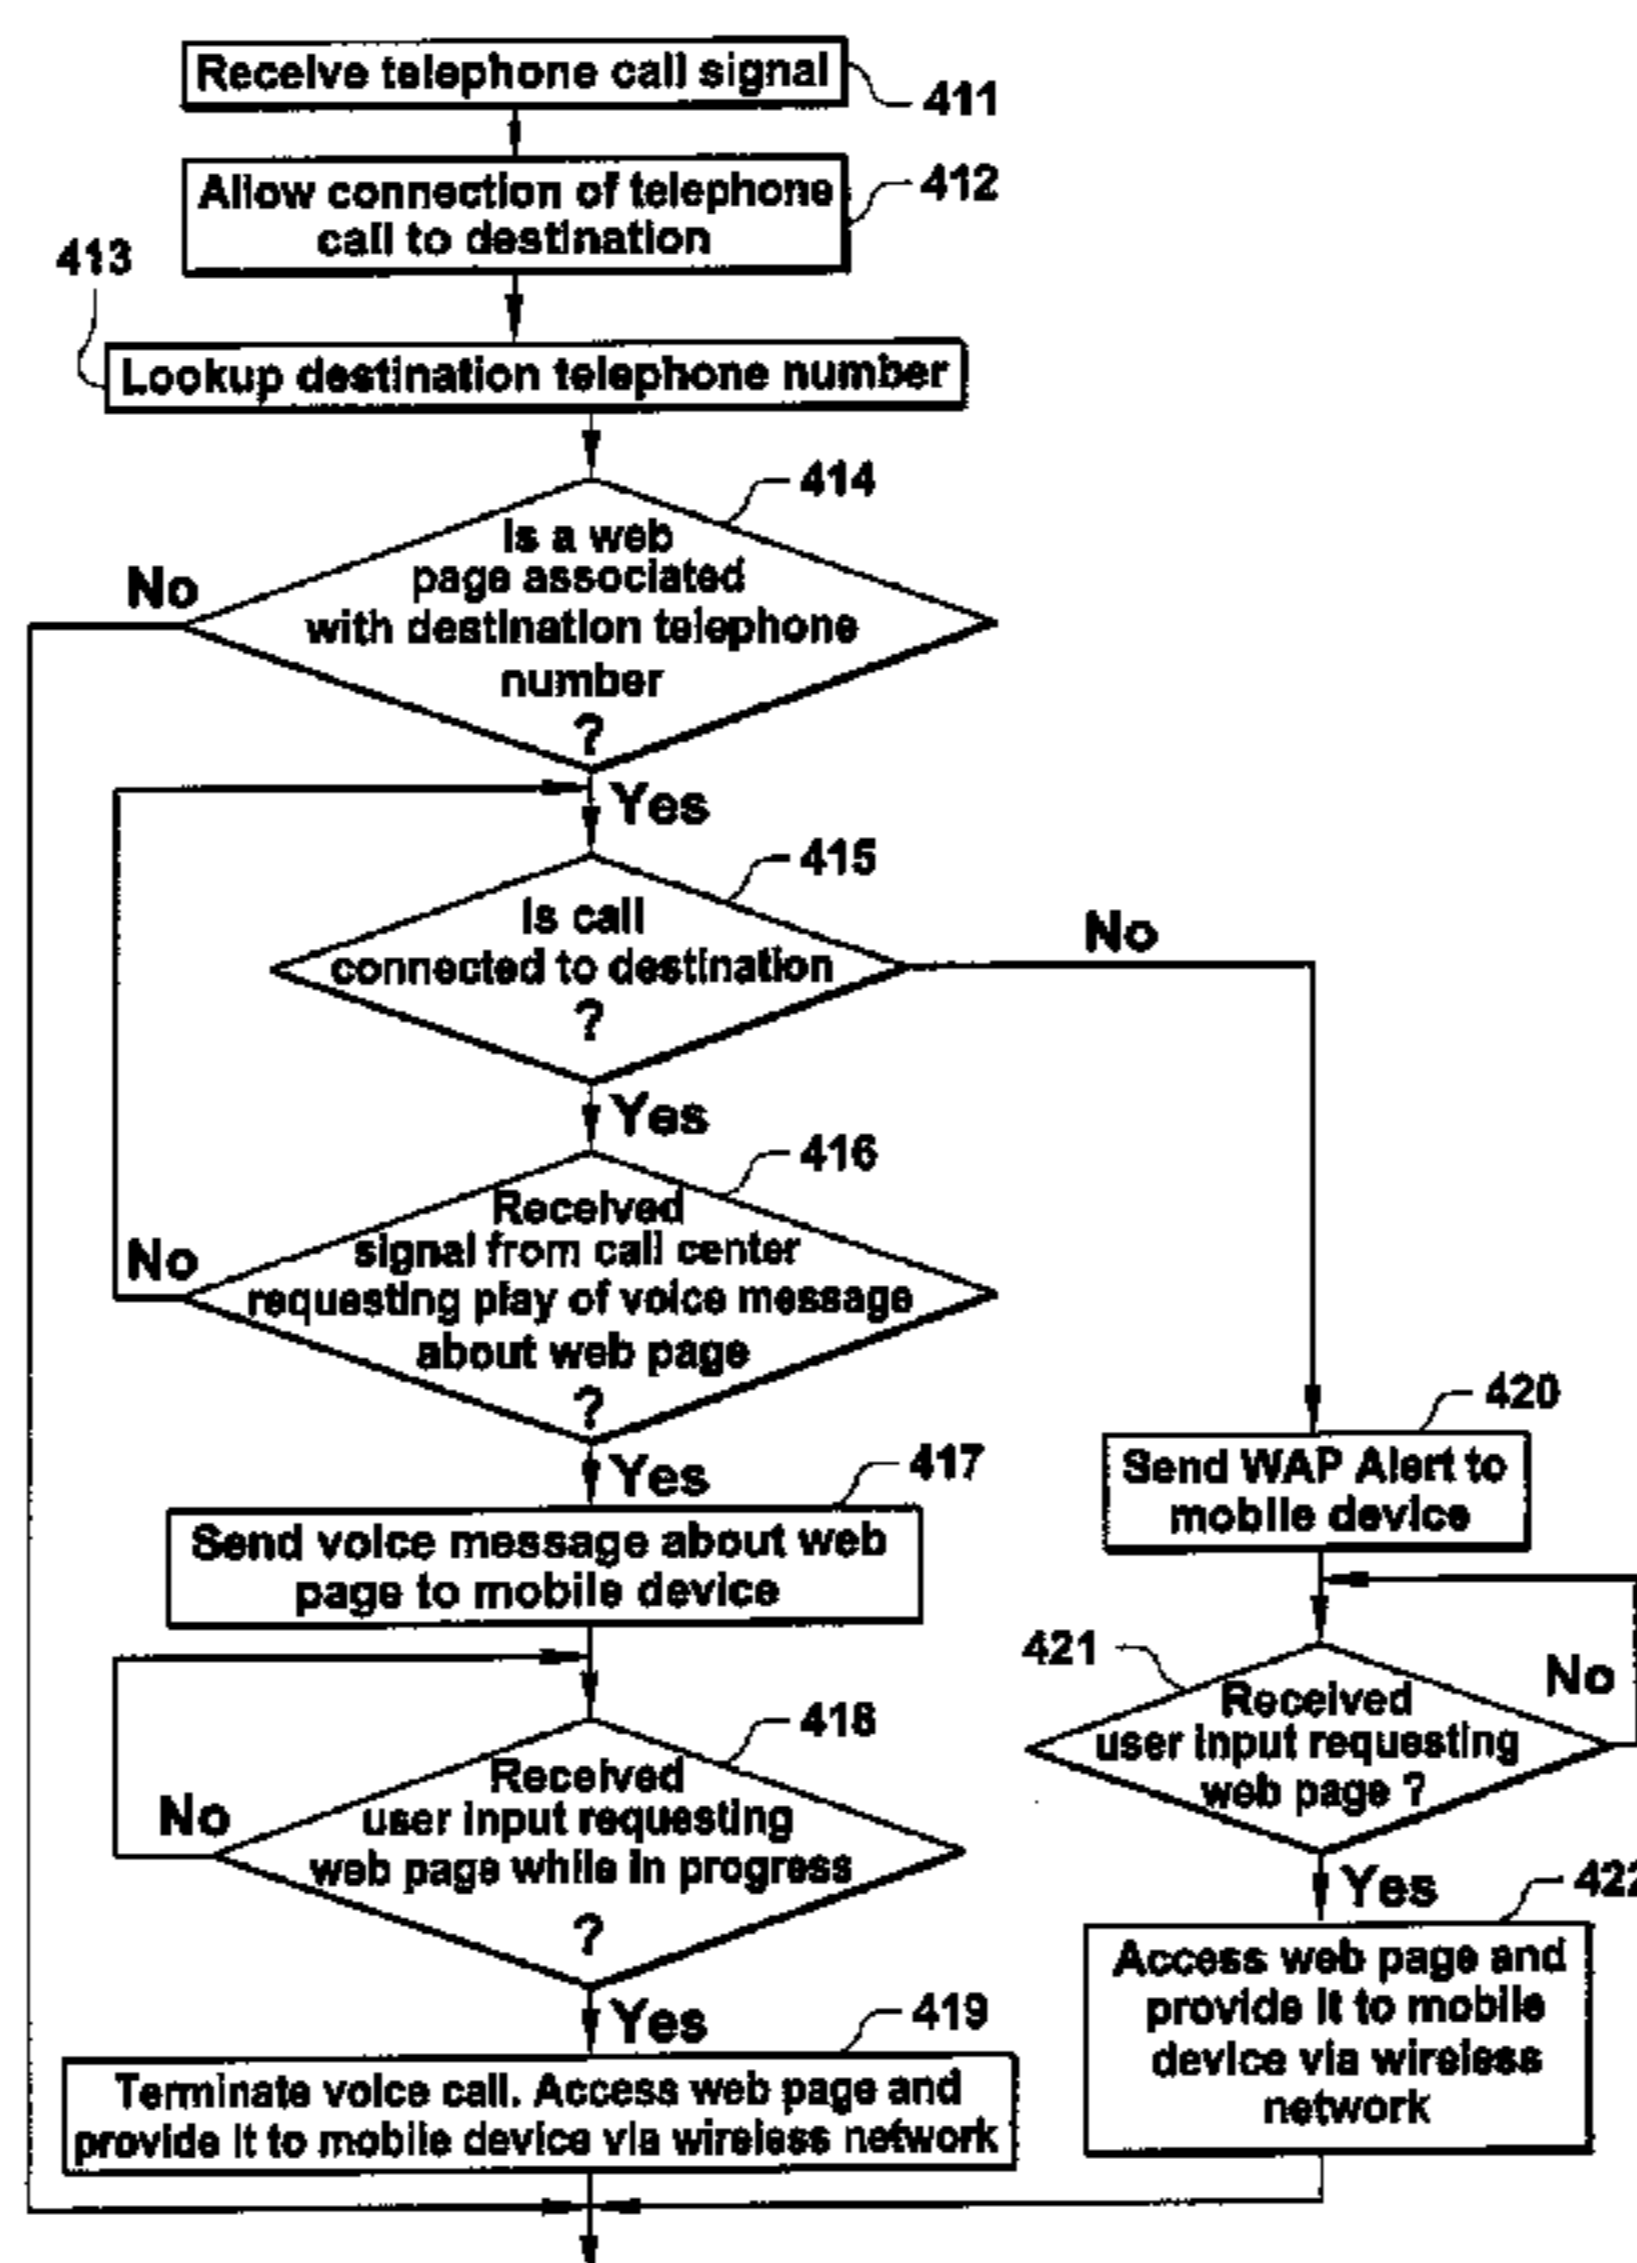 Receive telephone call signal
411
Allow connection of telephone
call to destination
412
413
Lookup destination telephone number
414
Is a web
page associated
with destination telephone
number
?
No
Yes
415
Is call
connected to destination
?
No
Yes
416
Received
signal from call center
requesting play of voice message
about web page
?
No
Yes
417
Send voice message about web
page to mobile device
418
Received
user input requesting
web page while in progress
?
No
Yes
419
Terminate voice call. Access web page and
provide it to mobile device via wireless network
420
Send WAP Alert to
mobile device
421
Received
user input requesting
web page ?
No
Yes
422
Access web page and
provide it to mobile
device via wireless
network